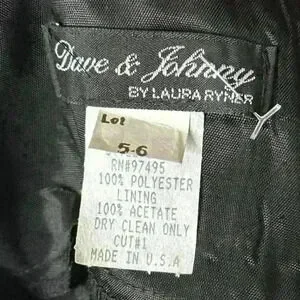 Dave & Johnny
BY LAURA RYNER
Lot
5-6
RN#97495
100% POLYESTER
LINING
100% ACETATE
DRY CLEAN ONLY
CUT#1
MADE IN U.S.A